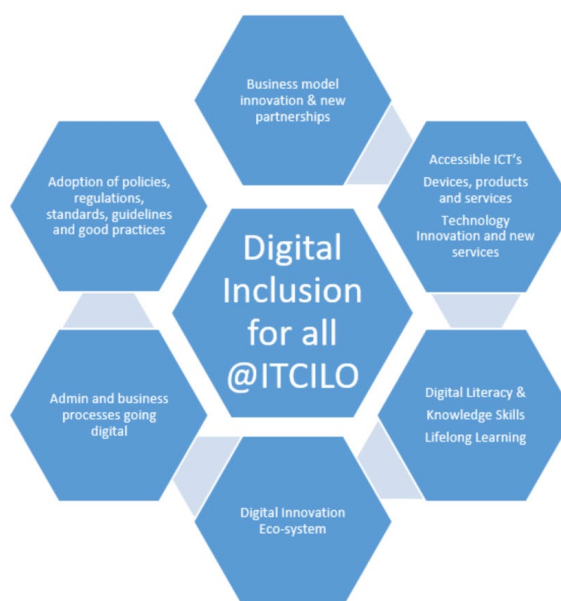 Business model
innovation & new
partnerships
Accessible ICT's
Devices, products
and services
Technology
Innovation and new
services
Adoption of policies,
regulations,
standards, guidelines
and good practices
Digital
Inclusion
for all
@ITCILO
Digital Literacy &
Knowledge Skills
Lifelong Learning
Admin and business
processes going
digital
Digital Innovation
Eco-system